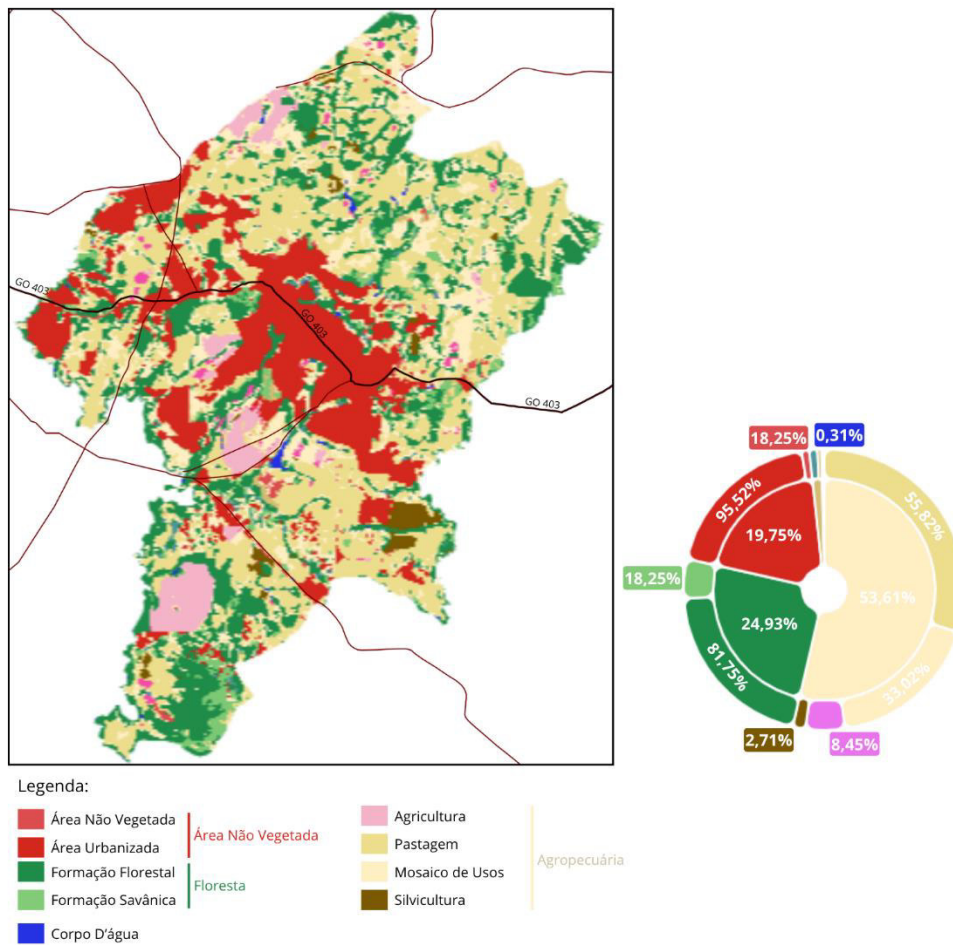 GO 403
GO 403
GO 403
18,25%
0,31%
95,52%
55,82%
19,75%
18,25%
53,61%
24,93%
81,75%
33,02%
2,71%
8,45%
Legenda:
Área Não Vegetada
Área Urbanizada
Área Não Vegetada
Formação Florestal
Formação Savânica
Floresta
Corpo D'água
Agricultura
Pastagem
Mosaico de Usos
Silvicultura
Agropecuária